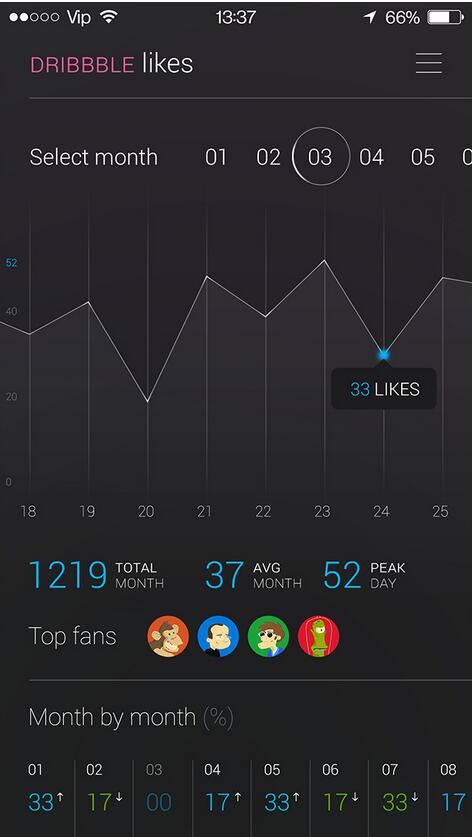 Vip 13:37 66%
DRIBBBLE likes
Select month 01 02 03 04 05 0
52
40
20
0
18 19 20 21 22 23 24 25
33 LIKES
1219 TOTAL MONTH 37 AVG MONTH 52 PEAK DAY
Top fans
Month by month (%)
01 02 03 04 05 06 07 08
33↑ 17↓ 00 17↑ 33↑ 17↓ 33↓ 17